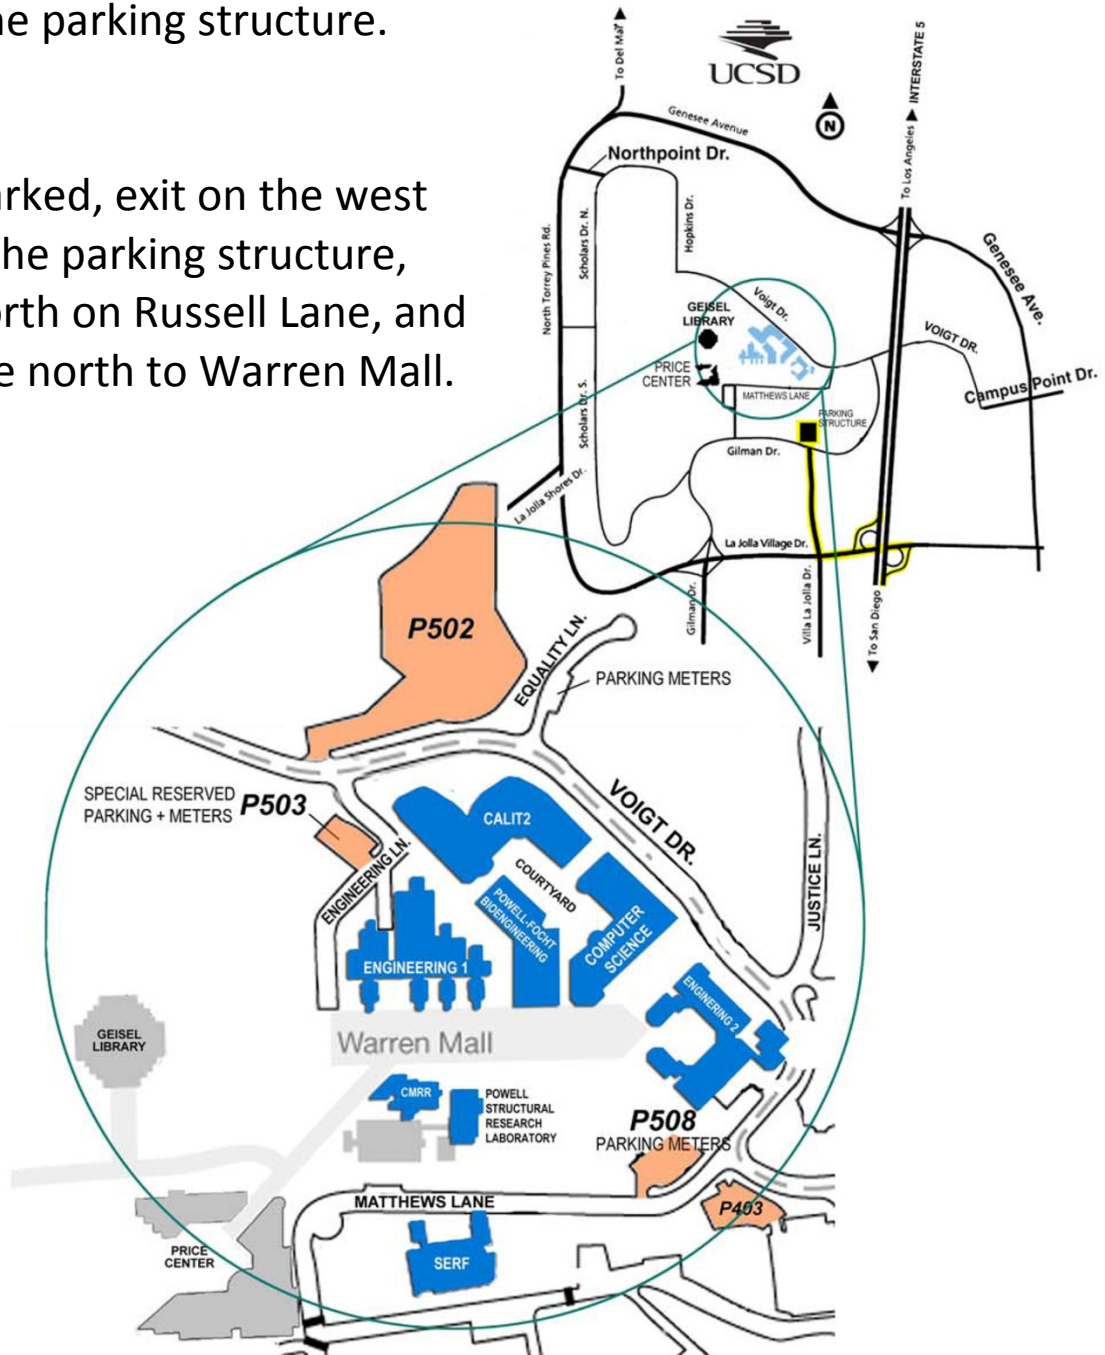 he parking structure.
arked, exit on the west
the parking structure,
orth on Russell Lane, and
e north to Warren Mall.
To Del Mar
UCSD
N
To Los Angeles
INTERSTATE 5
Genesee Avenue
Northpoint Dr.
Hopkins Dr.
Scholars Dr. N.
North Torrey Pines Rd.
Genesee Ave.
Voigt Dr.
GEISEL
LIBRARY
VOIGT DR.
PRICE
CENTER
MATTHEWS LANE
Campus Point Dr.
Scholars Dr. S.
PARKING
STRUCTURE
Gilman Dr.
La Jolla Shores Dr.
La Jolla Village Dr.
Gilman Dr.
Villa La Jolla Dr.
To San Diego
P502
EQUALITY LN.
PARKING METERS
SPECIAL RESERVED
PARKING + METERS
P503
VOIGT DR.
CALIT2
ENGINEERING LN.
COURTYARD
JUSTICE LN.
POWELL-FOCHT
BIOENGINEERING
COMPUTER
SCIENCE
ENGINEERING 1
ENGINERING 2
GEISEL
LIBRARY
Warren Mall
CMRR
POWELL
STRUCTURAL
RESEARCH
LABORATORY
P508
PARKING METERS
MATTHEWS LANE
P403
PRICE
CENTER
SERF